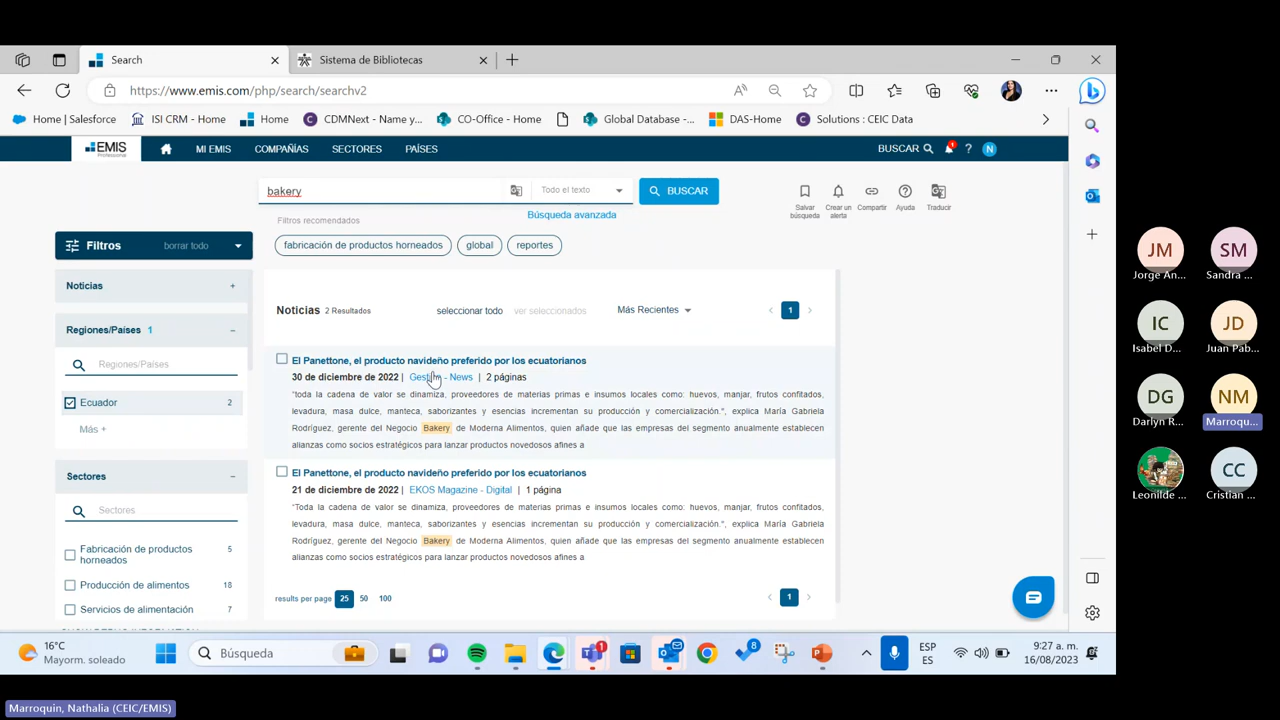 Search
Sistema de Bibliotecas
https://www.emis.com/php/search/searchv2
Home | Salesforce
ISI CRM - Home
Home
CDMNext - Name y...
CO-Office - Home
Global Database -...
DAS-Home
Solutions : CEIC Data
EMIS
Professional
MI EMIS
COMPAÑÍAS
SECTORES
PAÍSES
BUSCAR
1
?
N
bakery
Todo el texto
BUSCAR
Búsqueda avanzada
Salvar búsqueda
Crear un alerta
Compartir
Ayuda
Traducir
Filtros recomendados
fabricación de productos horneados
global
reportes
Filtros
borrar todo
Noticias
+
Regiones/Países 1
–
Regiones/Países
Ecuador 2
Más +
Sectores
–
Sectores
Fabricación de productos horneados 5
Producción de alimentos 18
Servicios de alimentación 7
Noticias 2 Resultados
seleccionar todo
ver seleccionados
Más Recientes
1
El Panettone, el producto navideño preferido por los ecuatorianos
30 de diciembre de 2022 | Gestión - News | 2 páginas
"toda la cadena de valor se dinamiza, proveedores de materias primas e insumos locales como: huevos, manjar, frutos confitados,
levadura, masa dulce, manteca, saborizantes y esencias incrementan su producción y comercialización.", explica María Gabriela
Rodríguez, gerente del Negocio Bakery de Moderna Alimentos, quien añade que las empresas del segmento anualmente establecen
alianzas como socios estratégicos para lanzar productos novedosos afines a
El Panettone, el producto navideño preferido por los ecuatorianos
21 de diciembre de 2022 | EKOS Magazine - Digital | 1 página
"Toda la cadena de valor se dinamiza, proveedores de materias primas e insumos locales como: huevos, manjar, frutos confitados,
levadura, masa dulce, manteca, saborizantes y esencias incrementan su producción y comercialización.", explica María Gabriela
Rodríguez, gerente del Negocio Bakery de Moderna Alimentos, quien añade que las empresas del segmento anualmente establecen
alianzas como socios estratégicos para lanzar productos novedosos afines a
results per page 25 50 100
1
JM
Jorge An...
SM
Sandra ...
IC
Isabel D...
JD
Juan Pab...
DG
Darlyn R...
NM
Marroqu...
Leonilde ...
CC
Cristian ...
16°C
Mayorm. soleado
Búsqueda
1
8
ESP
ES
9:27 a. m.
16/08/2023
Marroquin, Nathalia (CEIC/EMIS)